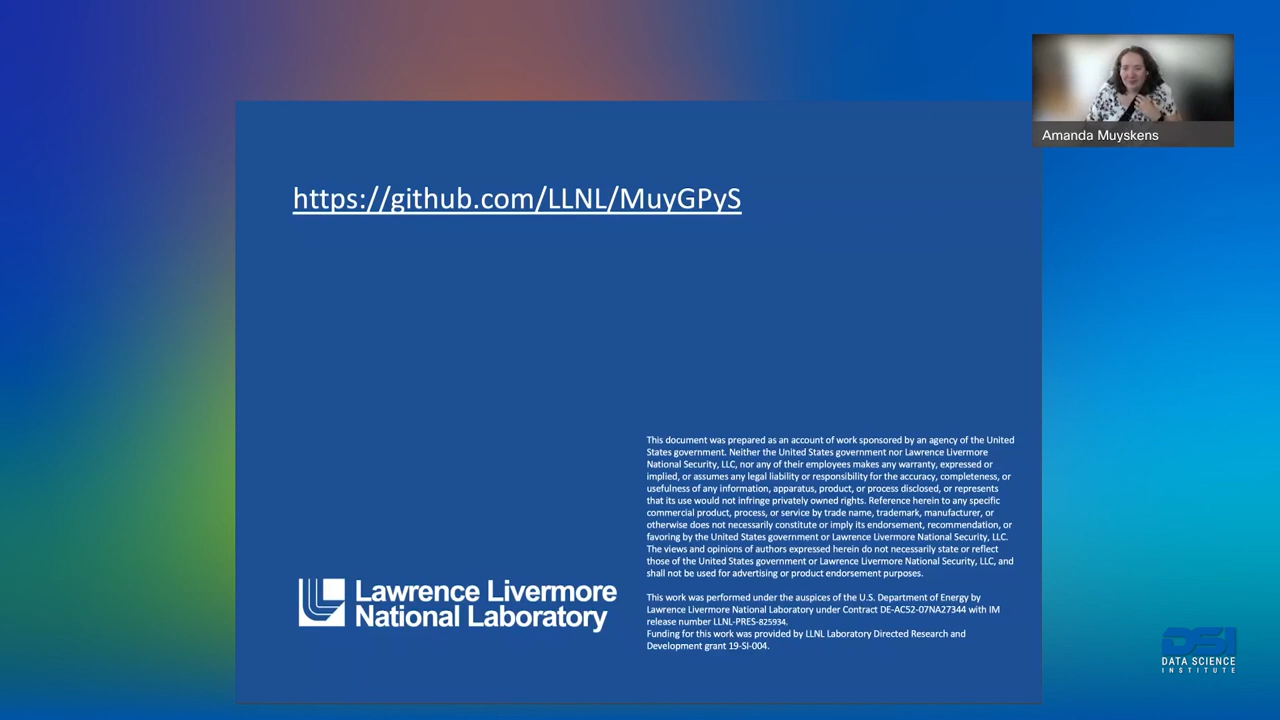 Amanda Muyskens
https://github.com/LLNL/MuyGPyS
This document was prepared as an account of work sponsored by an agency of the United
States government. Neither the United States government nor Lawrence Livermore
National Security, LLC, nor any of their employees makes any warranty, expressed or
implied, or assumes any legal liability or responsibility for the accuracy, completeness, or
usefulness of any information, apparatus, product, or process disclosed, or represents
that its use would not infringe privately owned rights. Reference herein to any specific
commercial product, process, or service by trade name, trademark, manufacturer, or
otherwise does not necessarily constitute or imply its endorsement, recommendation, or
favoring by the United States government or Lawrence Livermore National Security, LLC.
The views and opinions of authors expressed herein do not necessarily state or reflect
those of the United States government or Lawrence Livermore National Security, LLC, and
shall not be used for advertising or product endorsement purposes.
This work was performed under the auspices of the U.S. Department of Energy by
Lawrence Livermore National Laboratory under Contract DE-AC52-07NA27344 with IM
release number LLNL-PRES-825934.
Funding for this work was provided by LLNL Laboratory Directed Research and
Development grant 19-SI-004.
Lawrence Livermore
National Laboratory
DSI
DATA SCIENCE
INSTITUTE